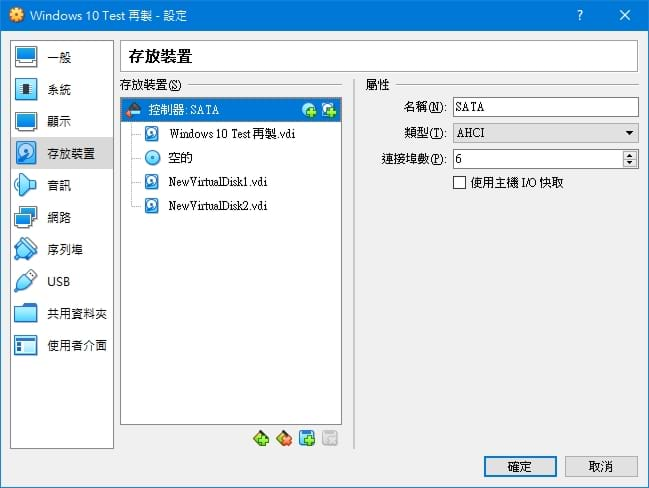 Windows 10 Test 再製 - 設定
一般
系統
顯示
存放裝置
音訊
網路
序列埠
USB
共用資料夾
使用者介面
存放裝置
存放裝置(S)
控制器: SATA
Windows 10 Test 再製.vdi
空的
NewVirtualDisk1.vdi
NewVirtualDisk2.vdi
屬性
名稱(N): SATA
類型(T): AHCI
連接埠數(P): 6
使用主機 I/O 快取
確定
取消